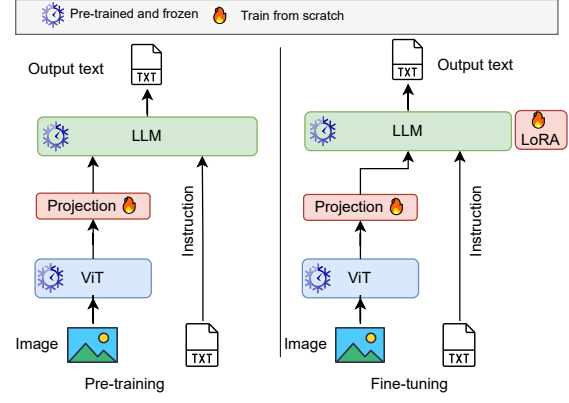 Pre-trained and frozen
Train from scratch
Output text
TXT
LLM
Projection
Instruction
ViT
Image
TXT
Pre-training
TXT
Output text
LLM
LoRA
Projection
Instruction
ViT
Image
TXT
Fine-tuning